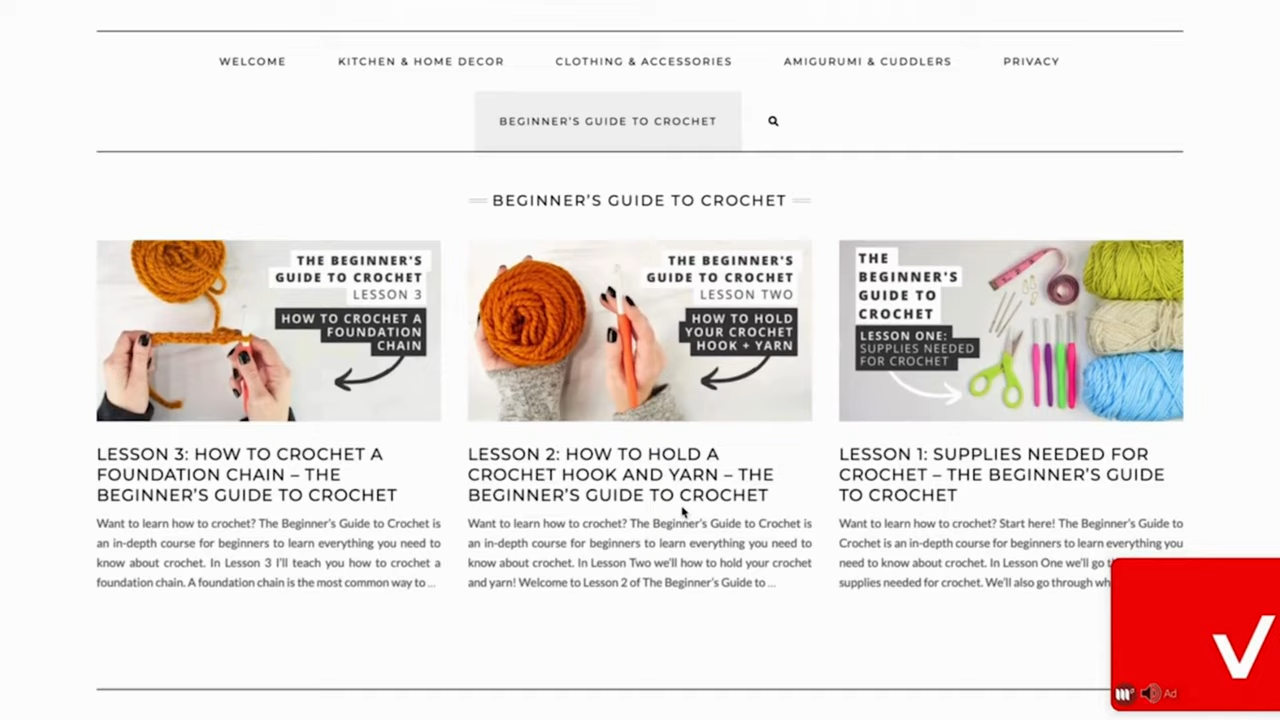 WELCOME
KITCHEN & HOME DECOR
CLOTHING & ACCESSORIES
AMIGURUMI & CUDDLERS
PRIVACY
BEGINNER'S GUIDE TO CROCHET
BEGINNER'S GUIDE TO CROCHET
THE BEGINNER'S
GUIDE TO CROCHET
LESSON 3
HOW TO CROCHET A
FOUNDATION
CHAIN
LESSON 3: HOW TO CROCHET A
FOUNDATION CHAIN – THE
BEGINNER'S GUIDE TO CROCHET
Want to learn how to crochet? The Beginner's Guide to Crochet is
an in-depth course for beginners to learn everything you need to
know about crochet. In Lesson 3 I'll teach you how to crochet a
foundation chain. A foundation chain is the most common way to ...
THE BEGINNER'S
GUIDE TO CROCHET
LESSON TWO
HOW TO HOLD
YOUR CROCHET
HOOK + YARN
LESSON 2: HOW TO HOLD A
CROCHET HOOK AND YARN – THE
BEGINNER'S GUIDE TO CROCHET
Want to learn how to crochet? The Beginner's Guide to Crochet is
an in-depth course for beginners to learn everything you need to
know about crochet. In Lesson Two we'll how to hold your crochet
and yarn! Welcome to Lesson 2 of The Beginner's Guide to ...
THE
BEGINNER'S
GUIDE TO
CROCHET
LESSON ONE:
SUPPLIES NEEDED
FOR CROCHET
LESSON 1: SUPPLIES NEEDED FOR
CROCHET – THE BEGINNER'S GUIDE
TO CROCHET
Want to learn how to crochet? Start here! The Beginner's Guide to
Crochet is an in-depth course for beginners to learn everything you
need to know about crochet. In Lesson One we'll go
supplies needed for crochet. We'll also go through
Ad